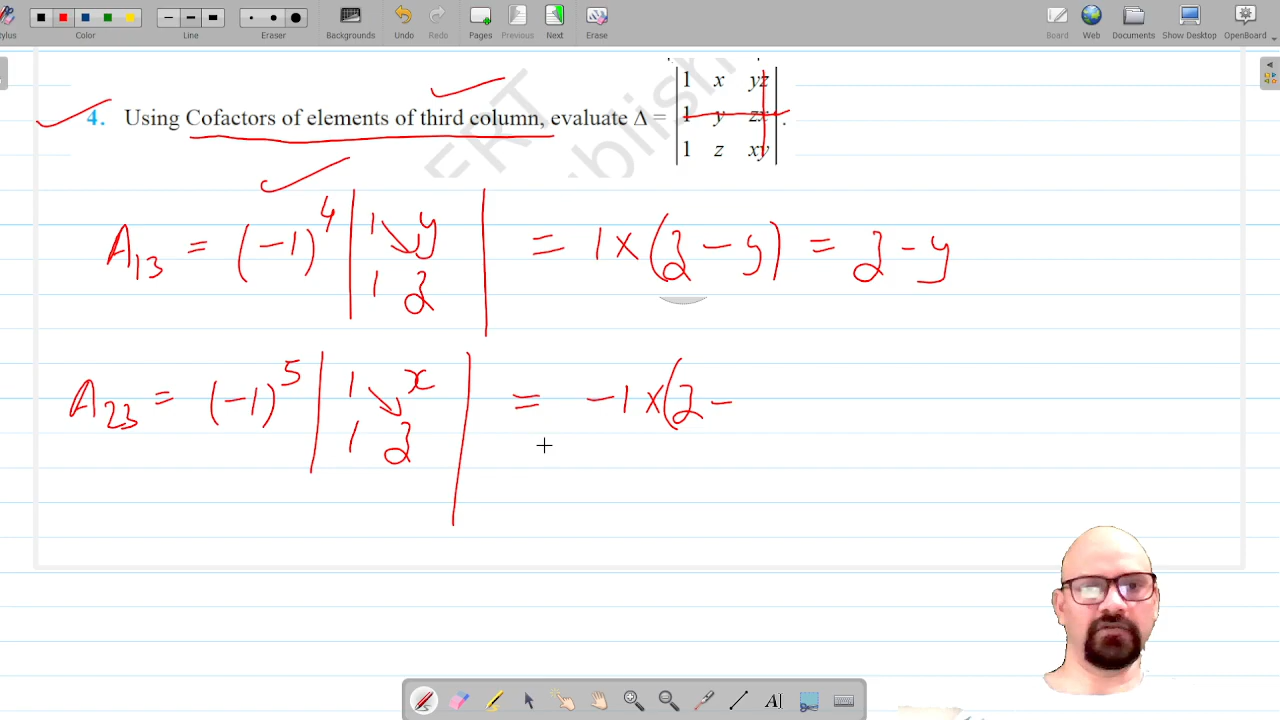 Color Line Eraser Backgrounds Undo Redo Pages Previous Next Erase Board Web Documents Show Desktop OpenBoard
4. Using Cofactors of elements of third column, evaluate Δ = | 1 x yz |
| 1 y zx |.
| 1 z xy |
A13 = (-1)^4 | 1 y | = 1 × (z - y) = z - y
| 1 z |
A23 = (-1)^5 | 1 x | = -1 × (z -
| 1 z |